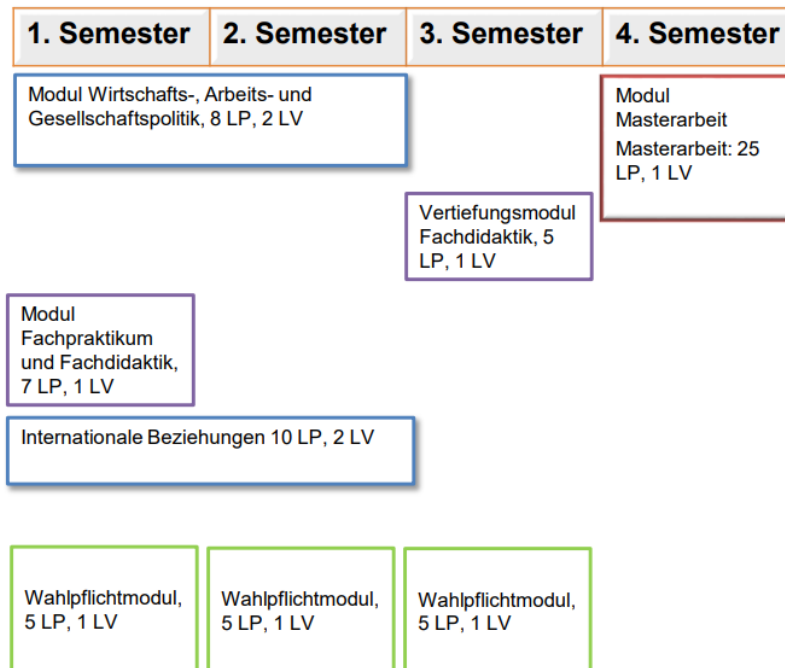 1. Semester
2. Semester
3. Semester
4. Semester
Modul Wirtschafts-, Arbeits- und
Gesellschaftspolitik, 8 LP, 2 LV
Modul
Masterarbeit
Masterarbeit: 25
LP, 1 LV
Vertiefungsmodul
Fachdidaktik, 5
LP, 1 LV
Modul
Fachpraktikum
und Fachdidaktik,
7 LP, 1 LV
Internationale Beziehungen 10 LP, 2 LV
Wahlpflichtmodul,
5 LP, 1 LV
Wahlpflichtmodul,
5 LP, 1 LV
Wahlpflichtmodul,
5 LP, 1 LV